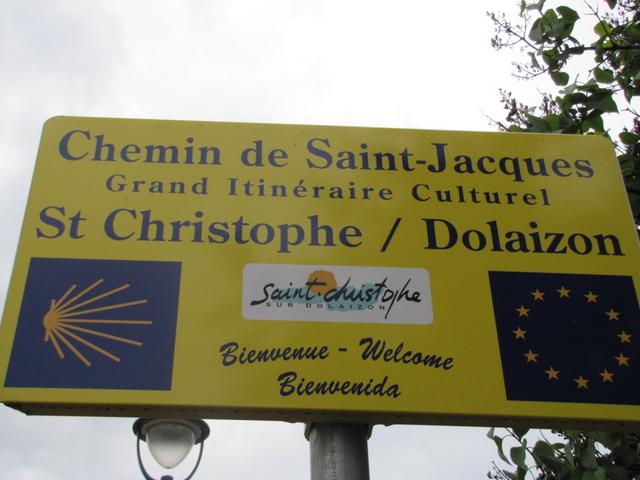 Chemin de Saint-Jacques
Grand Itinéraire Culturel
St Christophe / Dolaizon
saint.christophe
SUR DOLAIZON
Bienvenue - Welcome
Bienvenida